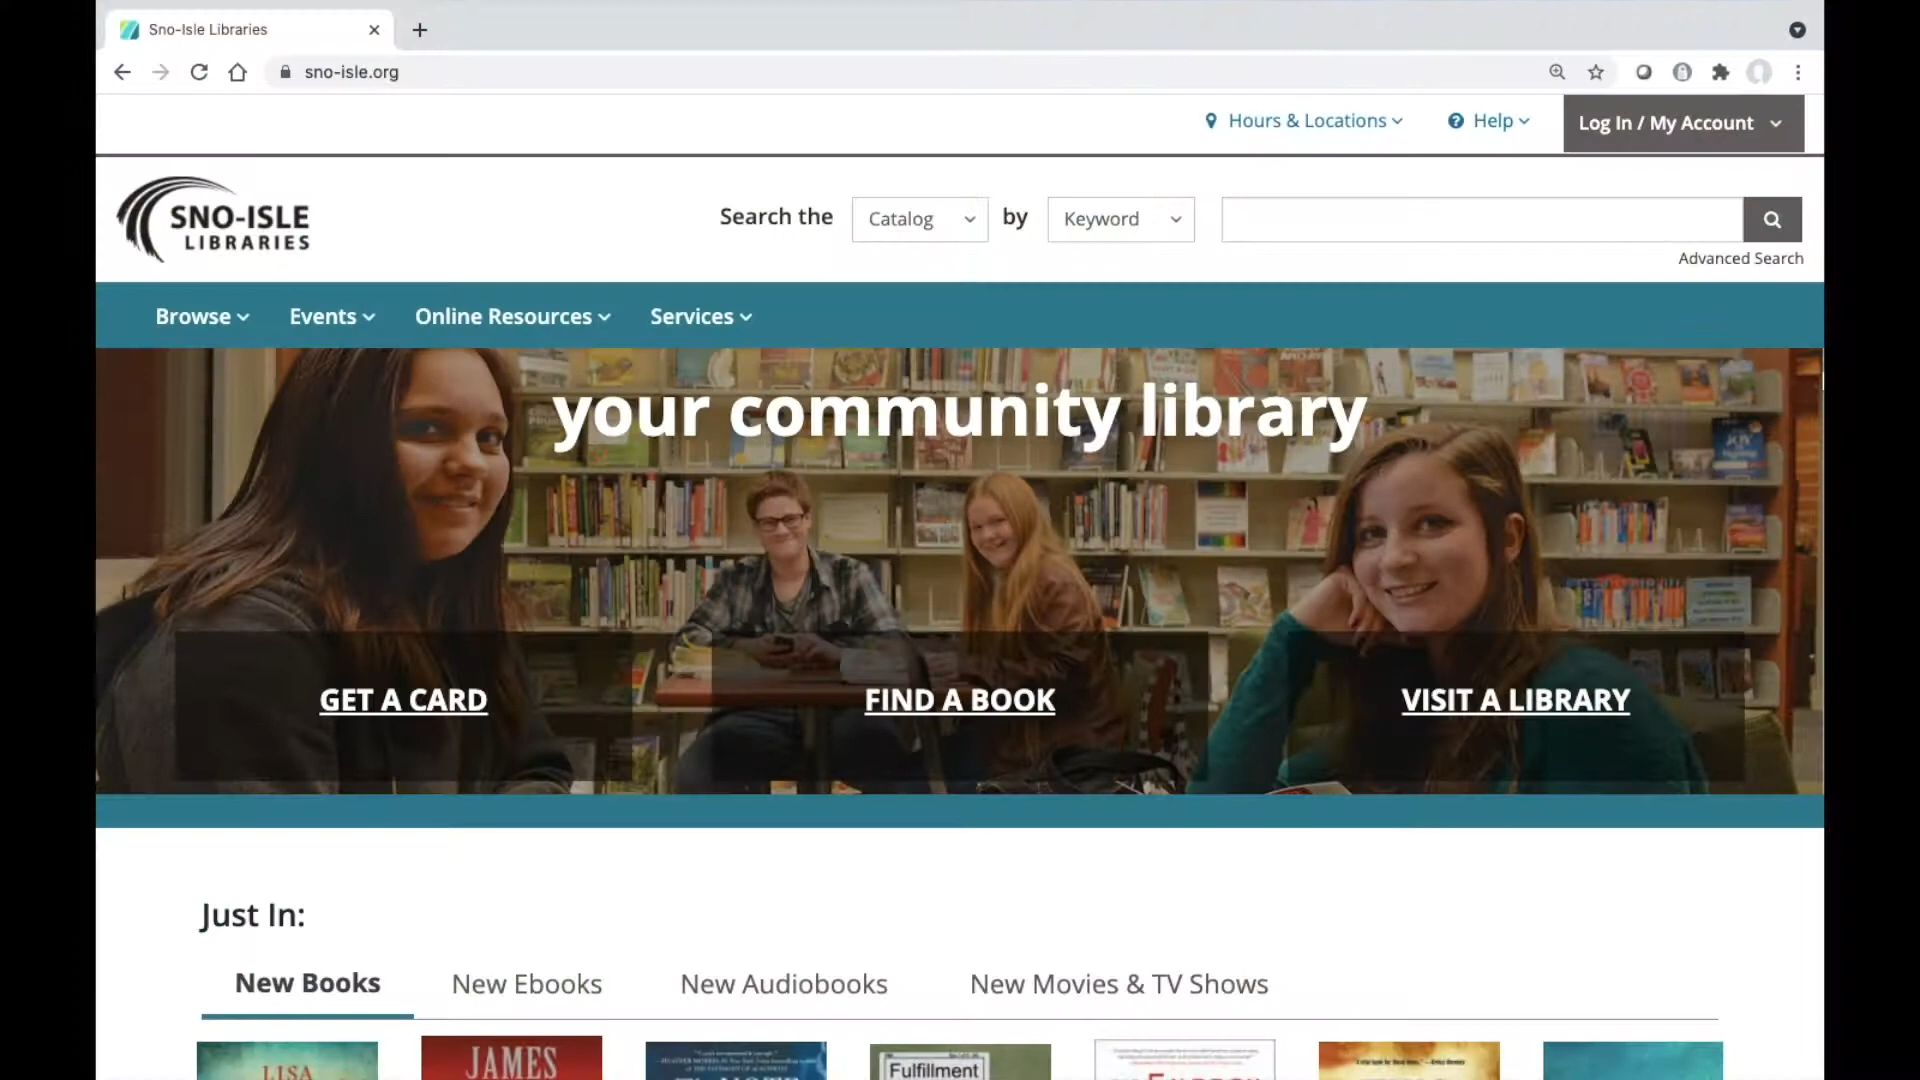 Sno-Isle Libraries
sno-isle.org
Hours & Locations
Help
Log In / My Account
SNO-ISLE
LIBRARIES
Search the
Catalog
by
Keyword
Advanced Search
Browse
Events
Online Resources
Services
your community library
GET A CARD
FIND A BOOK
VISIT A LIBRARY
Just In:
New Books
New Ebooks
New Audiobooks
New Movies & TV Shows
LISA
JAMES
Fulfillment